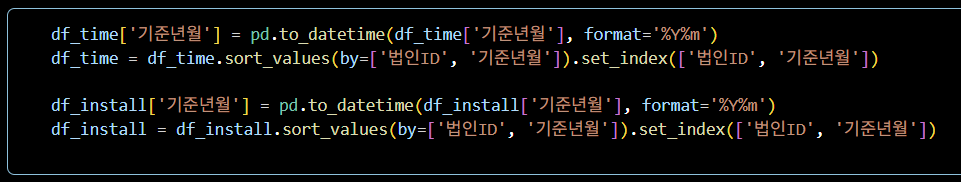 df_time['기준년월'] = pd.to_datetime(df_time['기준년월'], format='%Y%m')
df_time = df_time.sort_values(by=['법인ID', '기준년월']).set_index(['법인ID', '기준년월'])
df_install['기준년월'] = pd.to_datetime(df_install['기준년월'], format='%Y%m')
df_install = df_install.sort_values(by=['법인ID', '기준년월']).set_index(['법인ID', '기준년월'])